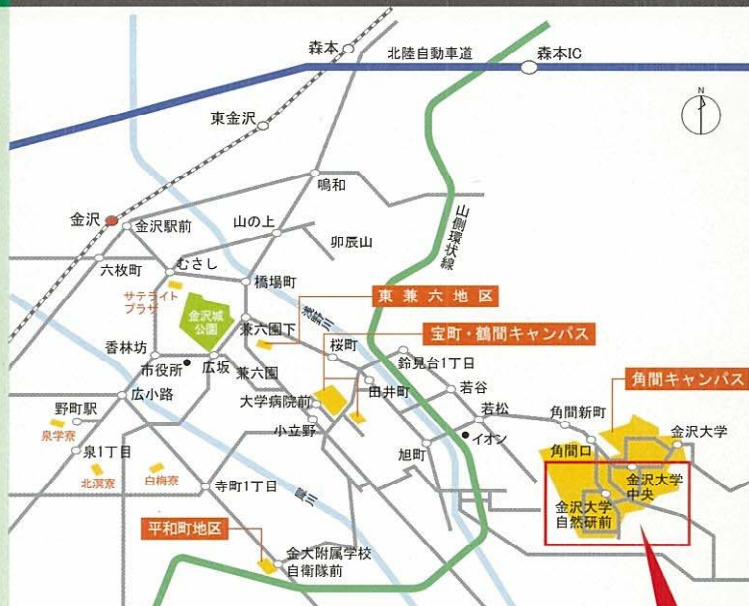 森本
北陸自動車道
森本IC
N
東金沢
鳴和
金沢
金沢駅前
山の上
卯辰山
山側環状線
六枚町
むさし
橋場町
サテライト
プラザ
金沢城
公園
東兼六地区
浅野川
宝町・鶴間キャンパス
兼六園下
桜町
香林坊
市役所
広坂
兼六園
鈴見台1丁目
角間キャンパス
広小路
大学病院前
田井町
若谷
野町駅
小立野
若松
角間新町
泉学寮
旭町
イオン
角間口
金沢大学
泉1丁目
北溟寮
白梅寮
寺町1丁目
犀川
金沢大学
中央
金沢大学
自然研前
平和町地区
金大附属学校
自衛隊前